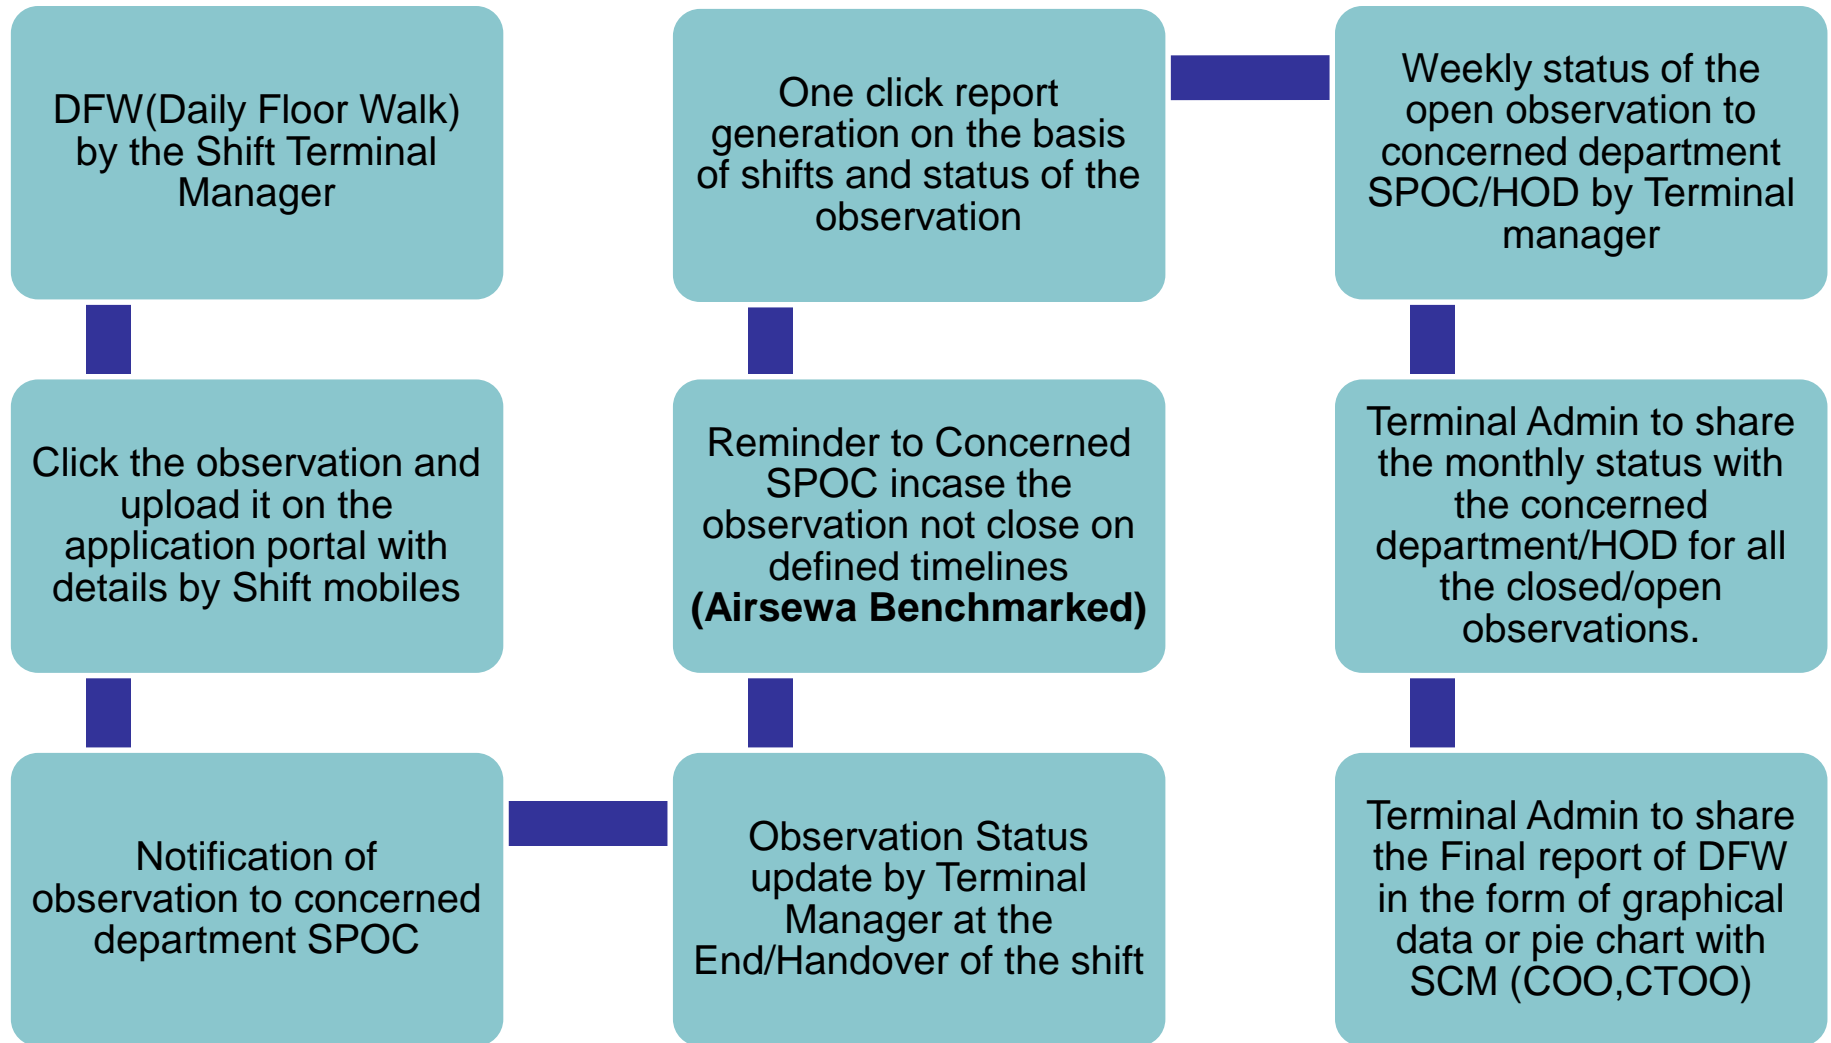 DFW(Daily Floor Walk)
by the Shift Terminal
Manager
Click the observation and
upload it on the
application portal with
details by Shift mobiles
Notification of
observation to concerned
department SPOC
Observation Status
update by Terminal
Manager at the
End/Handover of the shift
Reminder to Concerned
SPOC incase the
observation not close on
defined timelines
(Airsewa Benchmarked)
One click report
generation on the basis
of shifts and status of the
observation
Weekly status of the
open observation to
concerned department
SPOC/HOD by Terminal
manager
Terminal Admin to share
the monthly status with
the concerned
department/HOD for all
the closed/open
observations.
Terminal Admin to share
the Final report of DFW
in the form of graphical
data or pie chart with
SCM (COO,CTOO)